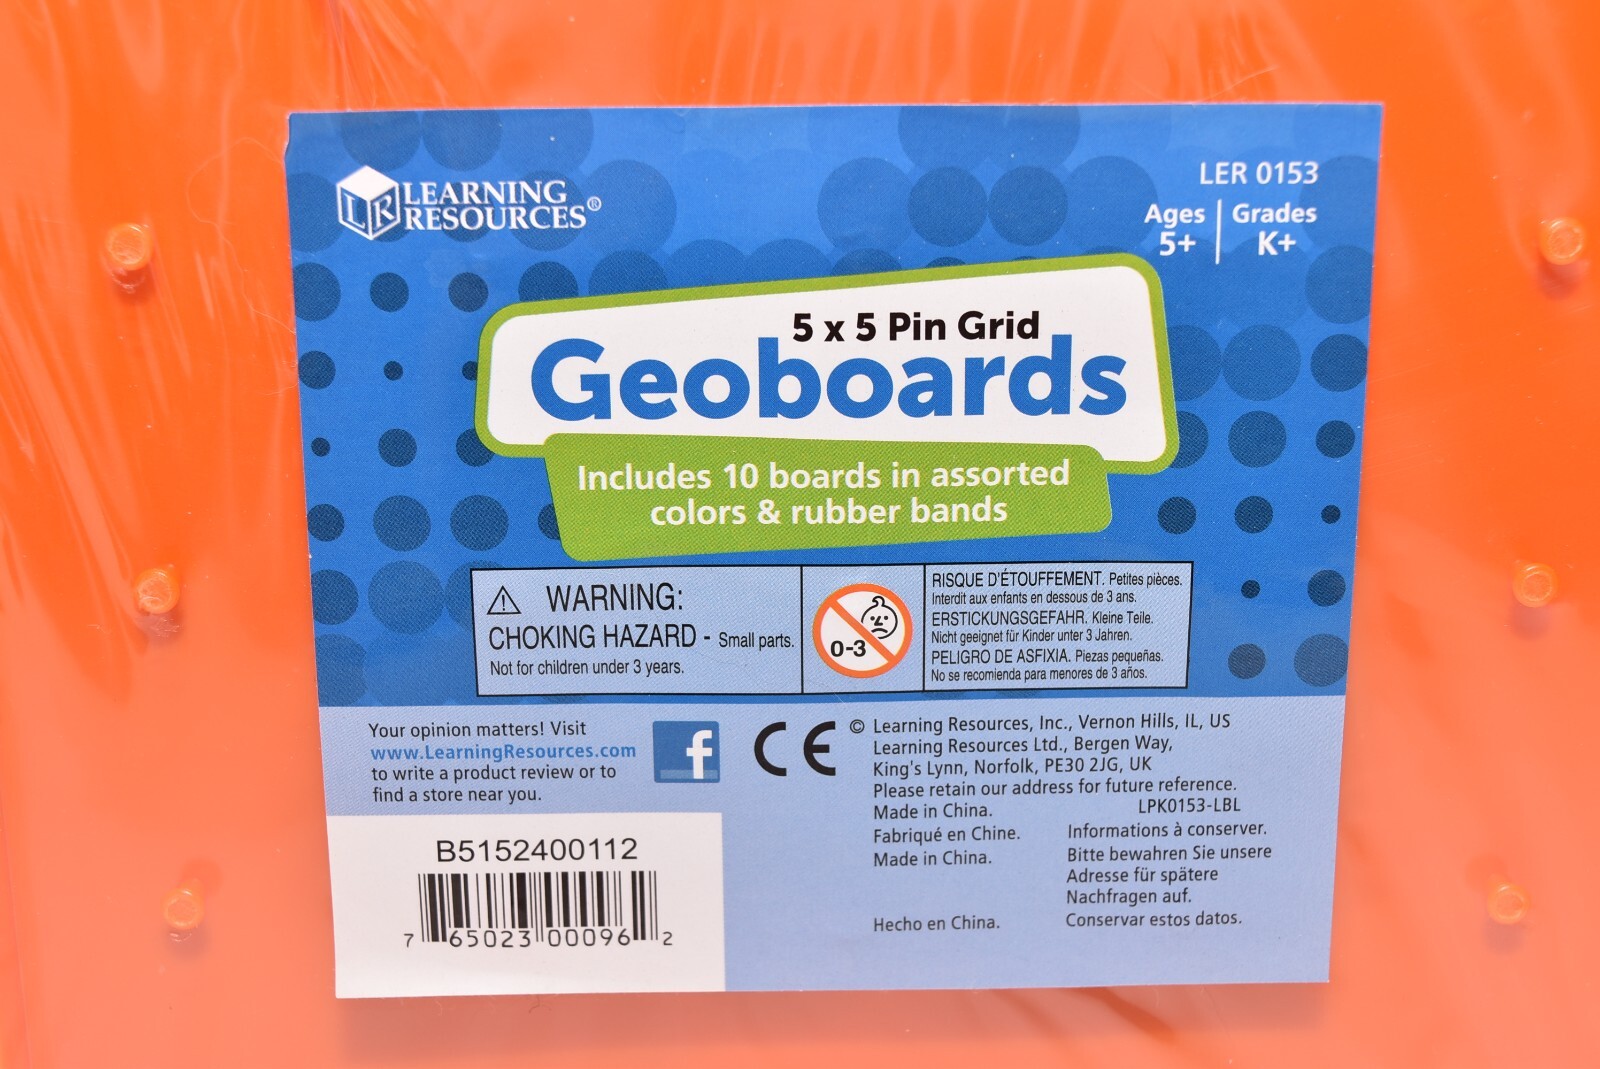 LEARNING
RESOURCES®
LER 0153
Ages
5+
Grades
K+
5 x 5 Pin Grid
Geoboards
Includes 10 boards in assorted
colors & rubber bands
WARNING:
CHOKING HAZARD - Small parts.
Not for children under 3 years.
0-3
RISQUE D'ÉTOUFFEMENT. Petites pièces.
Interdit aux enfants en dessous de 3 ans.
ERSTICKUNGSGEFAHR. Kleine Teile.
Nicht geeignet für Kinder unter 3 Jahren.
PELIGRO DE ASFIXIA. Piezas pequeñas.
No se recomienda para menores de 3 años.
Your opinion matters! Visit
www.LearningResources.com
to write a product review or to
find a store near you.
f
CE
© Learning Resources, Inc., Vernon Hills, IL, US
Learning Resources Ltd., Bergen Way,
King's Lynn, Norfolk, PE30 2JG, UK
Please retain our address for future reference.
Made in China. LPK0153-LBL
Fabriqué en Chine. Informations à conserver.
Made in China. Bitte bewahren Sie unsere
Adresse für spätere
Nachfragen auf.
Hecho en China. Conservar estos datos.
B5152400112
7 65023 00096 2
LR